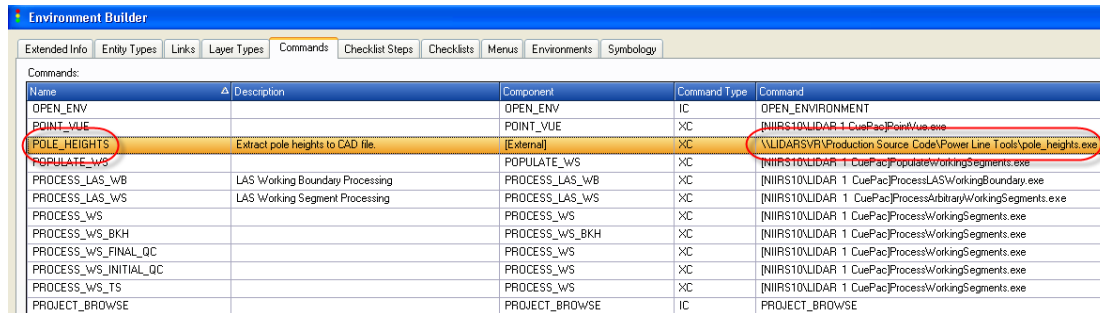 Environment Builder
Extended Info Entity Types Links Layer Types Commands Checklist Steps Checklists Menus Environments Symbology
Commands:
Name Description Component Command Type Command
OPEN_ENV OPEN_ENV IC OPEN_ENVIRONMENT
POINT_VUE POINT_VUE XC [NIIRS10\LIDAR 1 CuePac]PointVue.exe
POLE_HEIGHTS Extract pole heights to CAD file. [External] XC \\LIDARSVR\Production Source Code\Power Line Tools\pole_heights.exe
POPULATE_WS POPULATE_WS XC [NIIRS10\LIDAR 1 CuePac]PopulateWorkingSegments.exe
PROCESS_LAS_WB LAS Working Boundary Processing PROCESS_LAS_WB XC [NIIRS10\LIDAR 1 CuePac]ProcessLASWorkingBoundary.exe
PROCESS_LAS_WS LAS Working Segment Processing PROCESS_LAS_WS XC [NIIRS10\LIDAR 1 CuePac]ProcessArbitraryWorkingSegments.exe
PROCESS_WS PROCESS_WS XC [NIIRS10\LIDAR 1 CuePac]ProcessWorkingSegments.exe
PROCESS_WS_BKH PROCESS_WS_BKH XC [NIIRS10\LIDAR 1 CuePac]ProcessWorkingSegments.exe
PROCESS_WS_FINAL_QC PROCESS_WS XC [NIIRS10\LIDAR 1 CuePac]ProcessWorkingSegments.exe
PROCESS_WS_INITIAL_QC PROCESS_WS XC [NIIRS10\LIDAR 1 CuePac]ProcessWorkingSegments.exe
PROCESS_WS_TS PROCESS_WS XC [NIIRS10\LIDAR 1 CuePac]ProcessWorkingSegments.exe
PROJECT_BROWSE PROJECT_BROWSE IC PROJECT_BROWSE